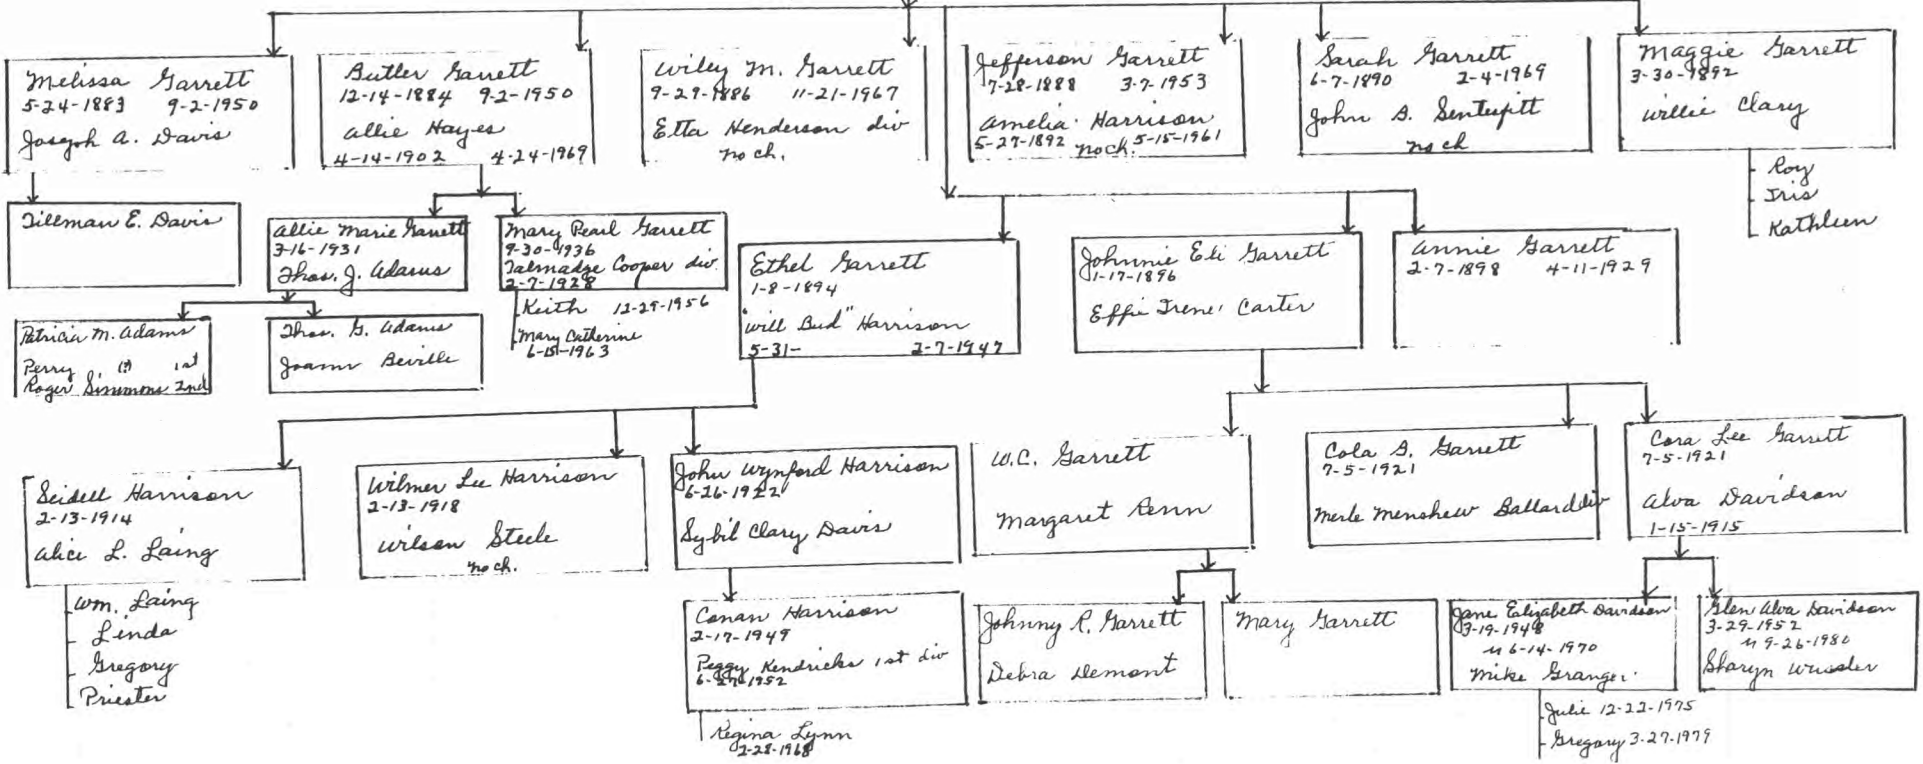 Melissa Garrett
5-24-1883 9-2-1950
Joseph A. Davis
Butler Garrett
12-14-1884 9-2-1950
Allie Hayes
4-14-1902 4-24-1969
Wiley M. Garrett
9-29-1886 11-21-1967
Etta Henderson div
no ch.
Jefferson Garrett
7-28-1888 3-7-1953
Amelia Harrison
5-27-1892 no ch. 5-15-1961
Sarah Garrett
6-7-1890 2-4-1969
John B.
no ch
Maggie Garrett
3-30-1892
Willie Clary
Roy
Iris
Kathleen
Tillman E. Davis
Allie Marie Garrett
3-16-1931
Thos. J. Adams
Mary Pearl Garrett
9-30-1936
Talmadge Cooper div.
2-7-1928
Keith 12-29-1956
Mary Catherine
6-15-1963
Patricia M. Adams
Perry (?) 1st
Roger Simmons 2nd
Thos. G. Adams
Joann Beville
Ethel Garrett
1-8-1894
"Will Bud" Harrison
5-31- 2-7-1947
Johnnie Eli Garrett
1-17-1896
Effie Irene Carter
Annie Garrett
2-7-1898 4-11-1929
Seidell Harrison
2-13-1914
Alice L. Laing
Wm. Laing
Linda
Gregory
Priester
Wilmer Lee Harrison
2-13-1918
Wilson Steele
no ch.
John Wynford Harrison
6-26-1922
Sybil Clary Davis
Conan Harrison
2-17-1949
Peggy Kendricks 1st div
6-27-1952
Regina Lynn
2-28-1968
W.C. Garrett
Margaret Renn
Johnny R. Garrett
Debra Demont
Mary Garrett
Cola G. Garrett
7-5-1921
Merle Menshew Ballard div
Cora Lee Garrett
7-5-1921
Alva Davidson
1-15-1915
Jane Elizabeth Davidson
3-19-1948
M 6-14-1970
Mike Granger
Julie 12-22-1975
Gregory 3-27-1979
Glen Alva Davidson
3-29-1952
M 9-26-1980
Sharyn